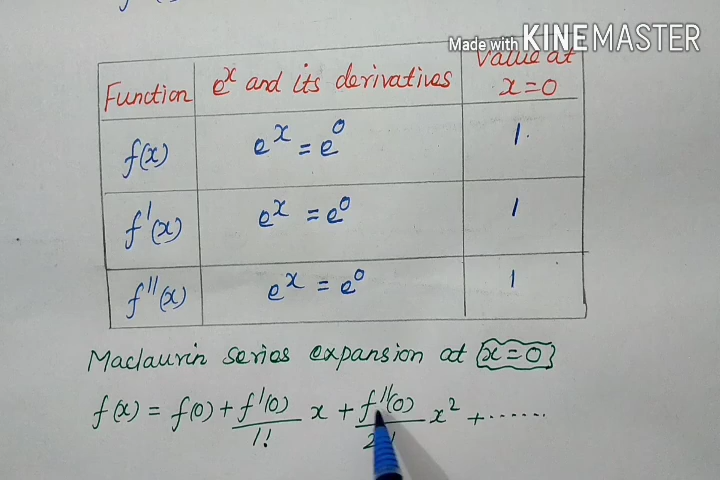 Made with KINEMASTER
Function e^x and its derivatives Value at x=0
f(x) e^x = e^0 1
f'(x) e^x = e^0 1
f''(x) e^x = e^0 1
Maclaurin series expansion at x=0
f(x) = f(0) + f'(0)/1! x + f''(0)/2! x² + ......